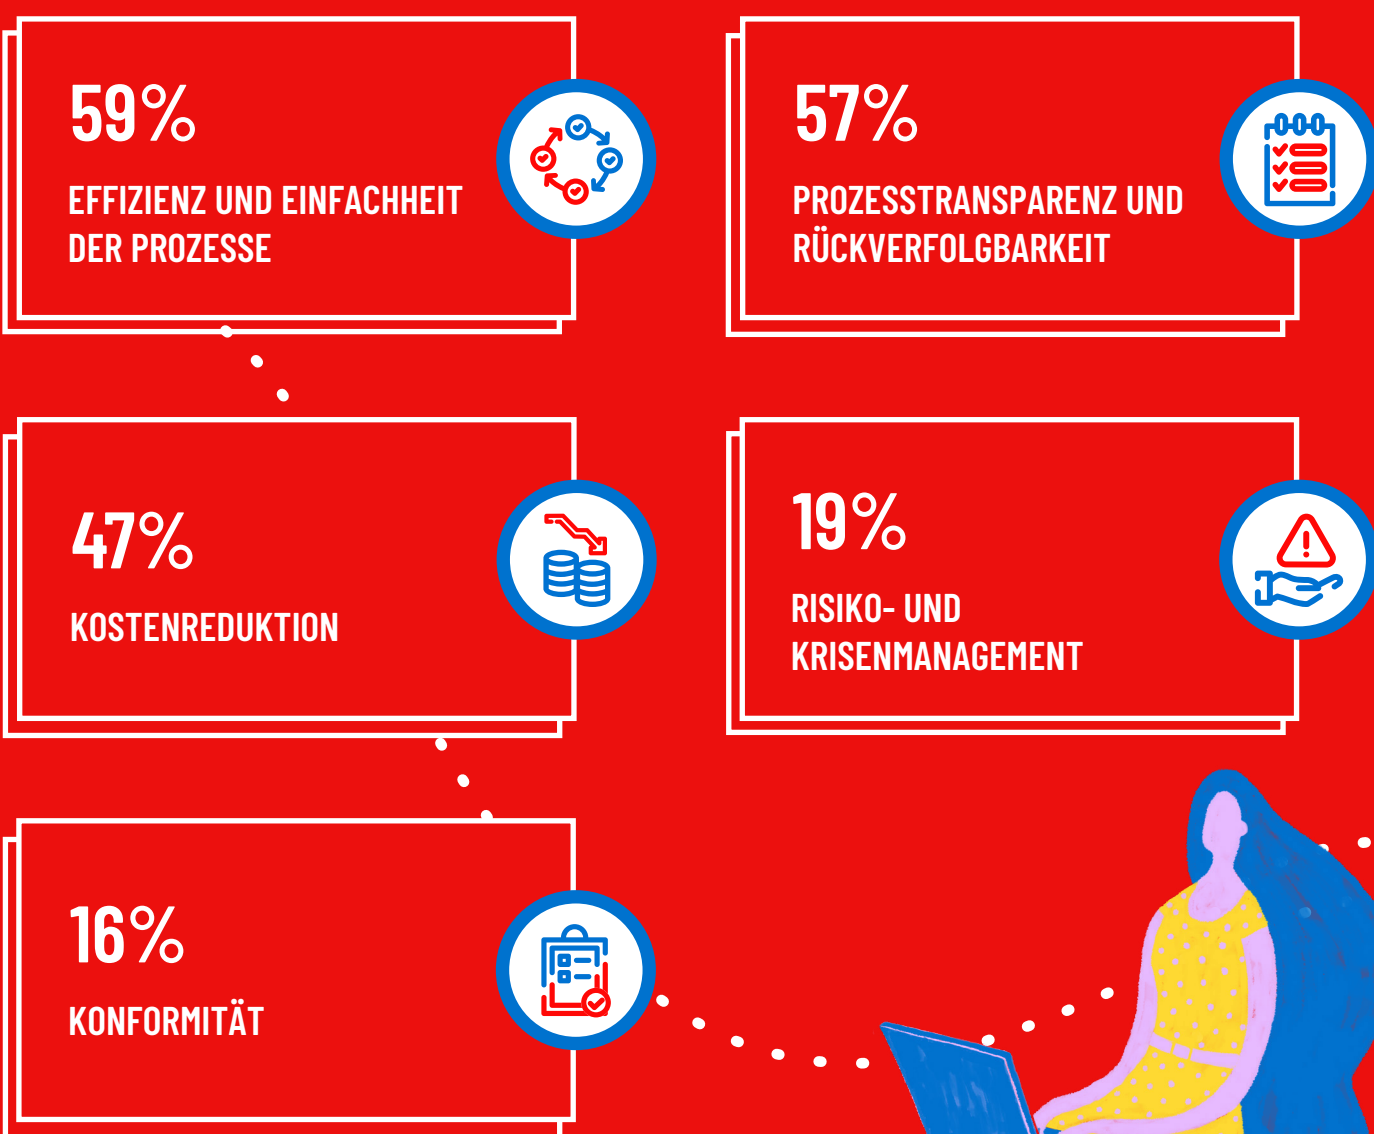 59%
EFFIZIENZ UND EINFACHHEIT
DER PROZESSE
57%
PROZESSTRANSPARENZ UND
RÜCKVERFOLGBARKEIT
47%
KOSTENREDUKTION
19%
RISIKO- UND
KRISENMANAGEMENT
16%
KONFORMITÄT